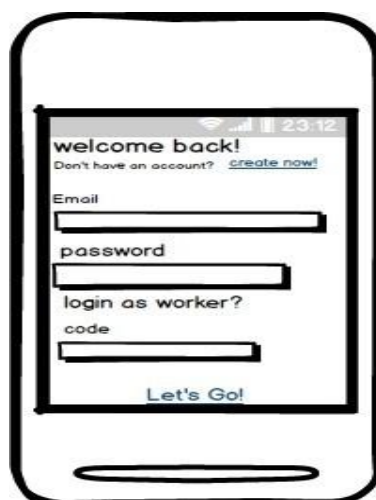 23:12
welcome back!
Don't have an account? create now!
Email
password
login as worker?
code
Let's Go!